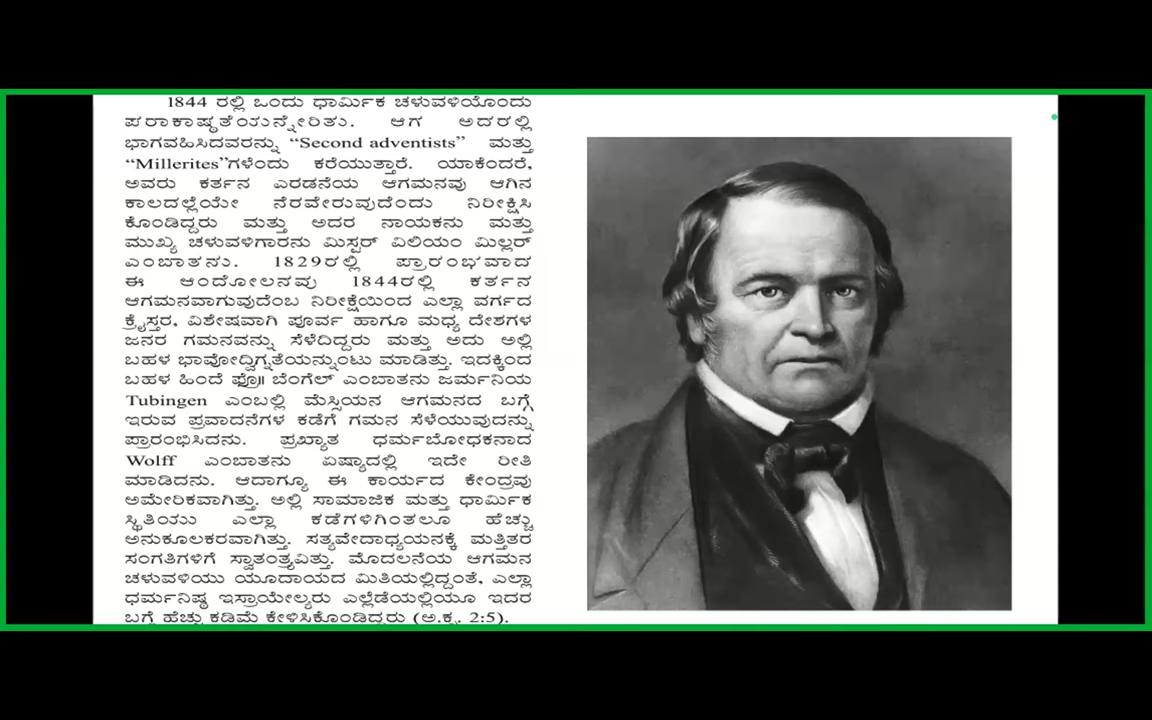 1844 ರಲ್ಲಿ ಒಂದು ಧಾರ್ಮಿಕ ಚಳುವಳಿಯೊಂದು
ಪರಾಕಾಷ್ಠತೆಯನ್ನೇರಿತು. ಆಗ ಅದರಲ್ಲಿ
ಭಾಗವಹಿಸಿದವರನ್ನು “Second adventists” ಮತ್ತು
“Millerites”ಗಳೆಂದು ಕರೆಯುತ್ತಾರೆ. ಯಾಕೆಂದರೆ,
ಅವರು ಕರ್ತನ ಎರಡನೆಯ ಆಗಮನವು ಆಗಿನ
ಕಾಲದಲ್ಲೆಯೇ ನೆರವೇರುವುದೆಂದು ನಿರೀಕ್ಷಿಸಿ
ಕೊಂಡಿದ್ದರು ಮತ್ತು ಅದರ ನಾಯಕನು ಮತ್ತು
ಮುಖ್ಯ ಚಳುವಳಿಗಾರನು ಮಿಸ್ಟರ್ ವಿಲಿಯಂ ಮಿಲ್ಲರ್
ಎಂಬಾತನು. 1829ರಲ್ಲಿ ಪ್ರಾರಂಭವಾದ
ಈ ಆಂದೋಲನವು 1844ರಲ್ಲಿ ಕರ್ತನ
ಆಗಮನವಾಗುವುದೆಂಬ ನಿರೀಕ್ಷೆಯಿಂದ ಎಲ್ಲಾ ವರ್ಗದ
ಕ್ರೈಸ್ತರ, ವಿಶೇಷವಾಗಿ ಪೂರ್ವ ಹಾಗೂ ಮಧ್ಯ ದೇಶಗಳ
ಜನರ ಗಮನವನ್ನು ಸೆಳೆದಿದ್ದರು ಮತ್ತು ಅದು ಅಲ್ಲಿ
ಬಹಳ ಭಾವೋದ್ವಿಗ್ನತೆಯನ್ನುಂಟು ಮಾಡಿತ್ತು. ಇದಕ್ಕಿಂದ
ಬಹಳ ಹಿಂದೆ ಪ್ರೊ॥ ಬೆಂಗೆಲ್ ಎಂಬಾತನು ಜರ್ಮನಿಯ
Tubingen ಎಂಬಲ್ಲಿ ಮೆಸ್ಸಿಯನ ಆಗಮನದ ಬಗ್ಗೆ
ಇರುವ ಪ್ರವಾದನೆಗಳ ಕಡೆಗೆ ಗಮನ ಸೆಳೆಯುವುದನ್ನು
ಪ್ರಾರಂಭಿಸಿದನು. ಪ್ರಖ್ಯಾತ ಧರ್ಮಬೋಧಕನಾದ
Wolff ಎಂಬಾತನು ಏಷ್ಯಾದಲ್ಲಿ ಇದೇ ರೀತಿ
ಮಾಡಿದನು. ಆದಾಗ್ಯೂ ಈ ಕಾರ್ಯದ ಕೇಂದ್ರವು
ಅಮೇರಿಕವಾಗಿತ್ತು. ಅಲ್ಲಿ ಸಾಮಾಜಿಕ ಮತ್ತು ಧಾರ್ಮಿಕ
ಸ್ಥಿತಿಯು ಎಲ್ಲಾ ಕಡೆಗಳಿಗಿಂತಲೂ ಹೆಚ್ಚು
ಅನುಕೂಲಕರವಾಗಿತ್ತು. ಸತ್ಯವೇದಾಧ್ಯಯನಕ್ಕೆ ಮತ್ತಿತರ
ಸಂಗತಿಗಳಿಗೆ ಸ್ವಾತಂತ್ರ್ಯವಿತ್ತು. ಮೊದಲನೆಯ ಆಗಮನ
ಚಳುವಳಿಯು ಯೂದಾಯದ ಮಿತಿಯಲ್ಲಿದ್ದಂತೆ, ಎಲ್ಲಾ
ಧರ್ಮನಿಷ್ಠ ಇಸ್ರಾಯೇಲ್ಯರು ಎಲ್ಲೆಡೆಯಲ್ಲಿಯೂ ಇದರ
ಬಗ್ಗೆ ಹೆಚ್ಚು ಕಡಿಮೆ ಕೇಳಿಸಿಕೊಂಡಿದ್ದರು (ಅ.ಕೃ. 2:5).